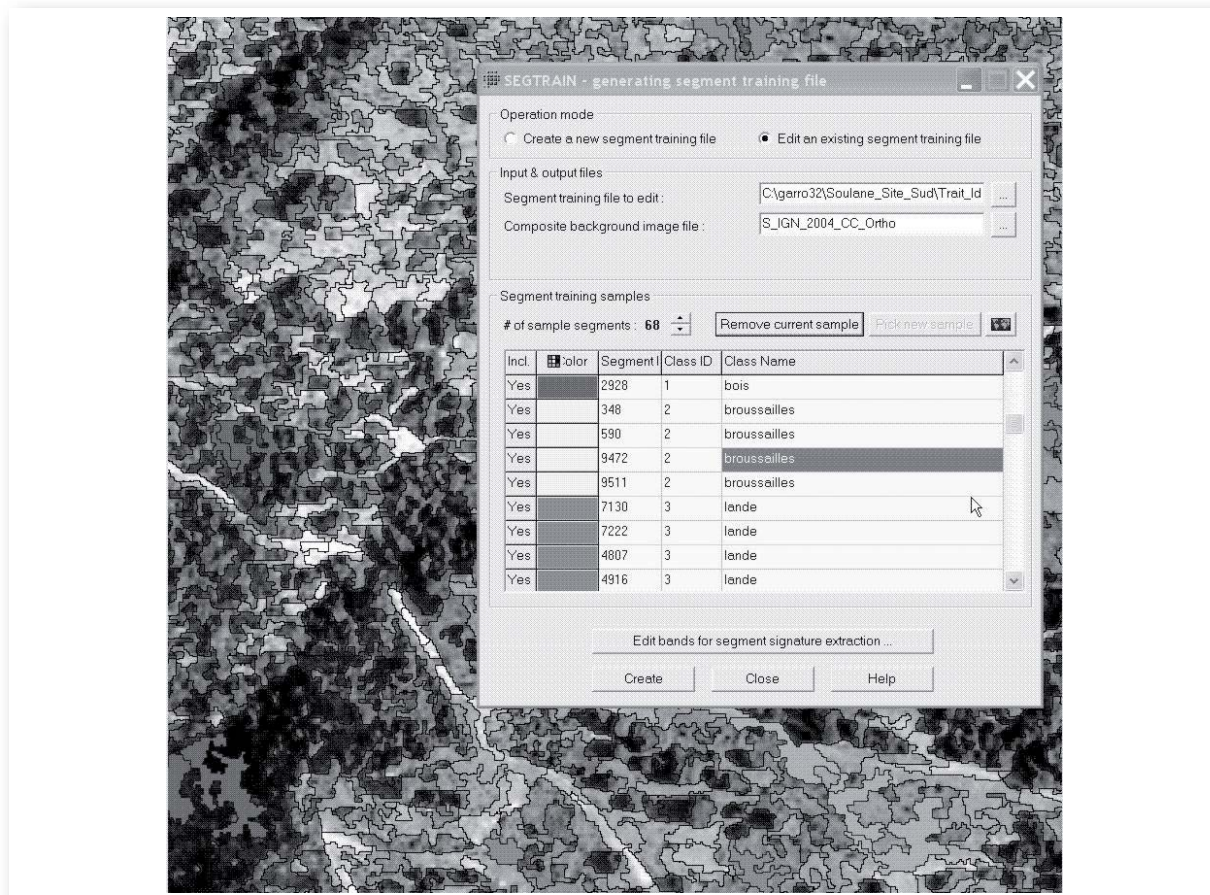 SEGTRAIN - generating segment training file
Operation mode
Create a new segment training file
Edit an existing segment training file
Input & output files
Segment training file to edit :
C:\garro32\Soulane_Site_Sud\Trait_Id
...
Composite background image file :
S_IGN_2004_CC_Ortho
...
Segment training samples
# of sample segments : 68
Remove current sample
Pick new sample
Incl. Color Segment I Class ID Class Name
Yes 2928 1 bois
Yes 348 2 broussailles
Yes 590 2 broussailles
Yes 9472 2 broussailles
Yes 9511 2 broussailles
Yes 7130 3 lande
Yes 7222 3 lande
Yes 4807 3 lande
Yes 4916 3 lande
Edit bands for segment signature extraction ...
Create
Close
Help